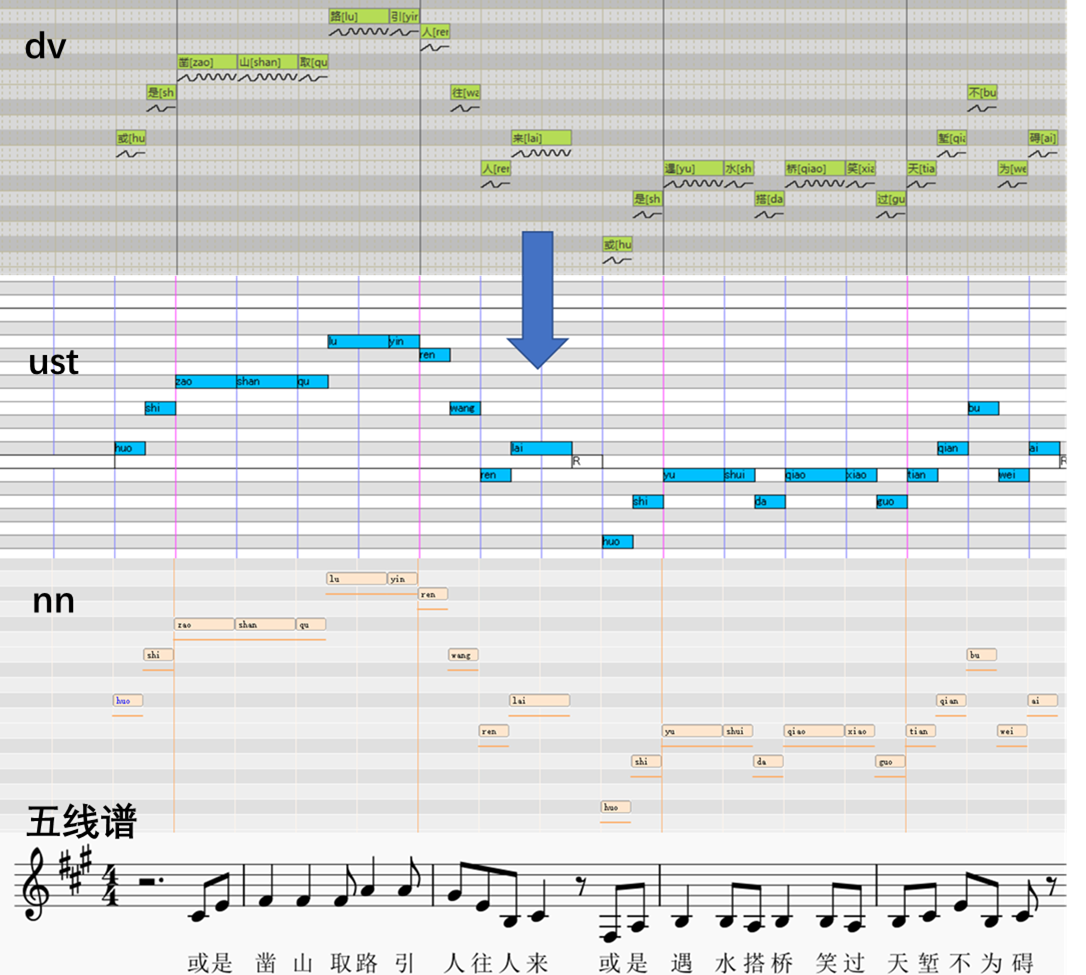 dv
路[lu] 引[yin
人[ren
凿[zao] 山[shan] 取[qu
是[sh 往[wa 不[bu
或[hu 来[lai] 堑[qia 碍[ai]
人[ren 遇[yu] 水[sh 桥[qiao] 笑[xia 天[tia 为[we
是[sh 搭[da 过[gu
或[hu
ust
lu yin
ren
zao shan qu
shi wang bu
huo lai qian ai
R R
ren yu shui qiao xiao tian wei
shi da guo
huo
nn
lu yin
ren
zao shan qu
shi wang bu
huo lai qian ai
ren yu shui qiao xiao tian wei
shi da guo
huo
五线谱
4
4
或是 凿 山 取路 引 人往人来 或是 遇 水搭桥 笑过 天堑不为碍